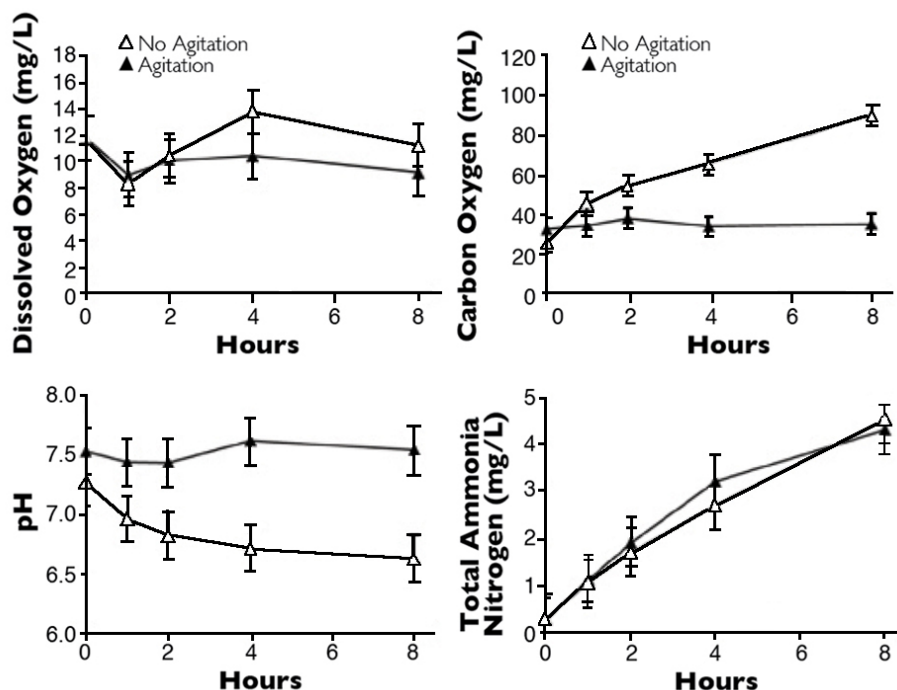 Dissolved Oxygen (mg/L)
△ No Agitation
▲ Agitation
18
16
14
12
10
8
6
4
2
0
0 2 4 6 8
Hours
Carbon Oxygen (mg/L)
△ No Agitation
▲ Agitation
120
100
80
60
40
20
0
0 2 4 6 8
Hours
pH
8.0
7.5
7.0
6.5
6.0
0 2 4 6 8
Hours
Total Ammonia
Nitrogen (mg/L)
5
4
3
2
1
0
0 2 4 6 8
Hours